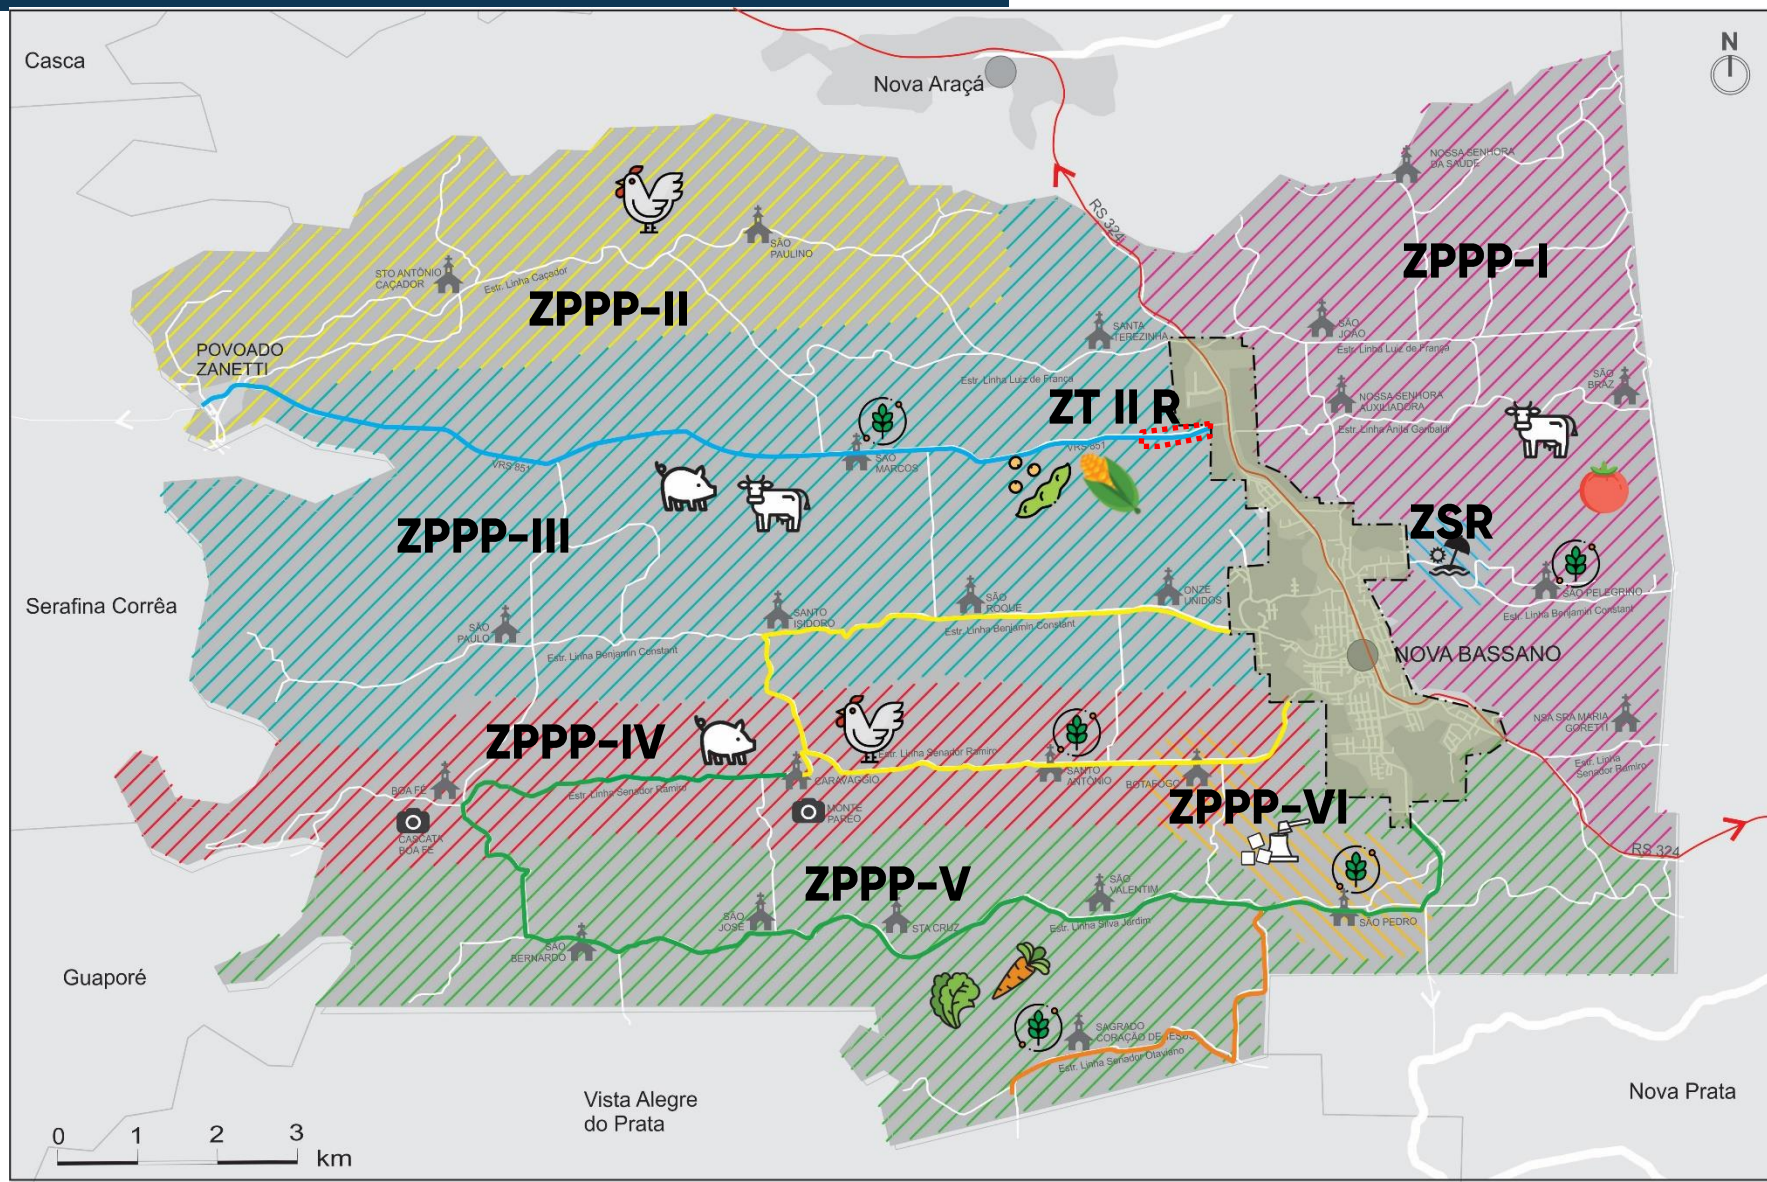 Casca
Nova Araçá
N
NOSSA SENHORA
DA SAUDE
RS 324
ZPPP-I
SÃO
PAULINO
STO ANTÔNIO
CAÇADOR
Estr. Linha Caçador
ZPPP-II
SANTA
TEREZINHA
SÃO
JOÃO
Estr. Linha Luiz de França
POVOADO
ZANETTI
Estr. Linha Luiz de França
SÃO
BRAZ
ZT II R
NOSSA SENHORA
AUXILIADORA
Estr. Linha Anita Garibaldi
VRS 851
VRS 851
SÃO
MARCOS
ZPPP-III
ZSR
Serafina Corrêa
SÃO
PAULO
SANTO
ISIDORO
SÃO
ROQUE
ONZE
UNIDOS
SÃO PELEGRINO
Estr. Linha Benjamin Constant
Estr. Linha Benjamin Constant
Estr. Linha Benjamin Constant
NOVA BASSANO
NSA SRA MARIA
GORETTI
ZPPP-IV
Estr. Linha Senador Ramiro
Estr. Linha
Senador Ramiro
BOA FÉ
Estr. Linha Senador Ramiro
CARAVAGGIO
SANTO
ANTÔNIO
BOTAFOGO
ZPPP-VI
MONTE
PARÉO
CASCATA
BOA FÉ
RS 324
ZPPP-V
SÃO
VALENTIM
SÃO
JOSÉ
STA CRUZ
Estr. Linha Silva Jardim
SÃO PEDRO
SÃO
BERNARDO
Guaporé
SAGRADO
CORAÇÃO DE JESUS
Estr. Linha Senador Otaviano
Vista Alegre
do Prata
Nova Prata
0 1 2 3
km